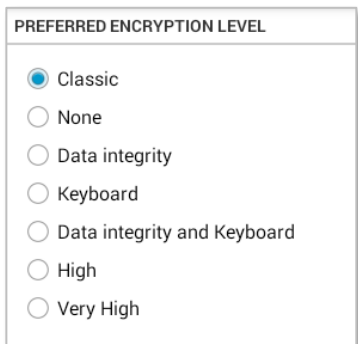 PREFERRED ENCRYPTION LEVEL
Classic
None
Data integrity
Keyboard
Data integrity and Keyboard
High
Very High